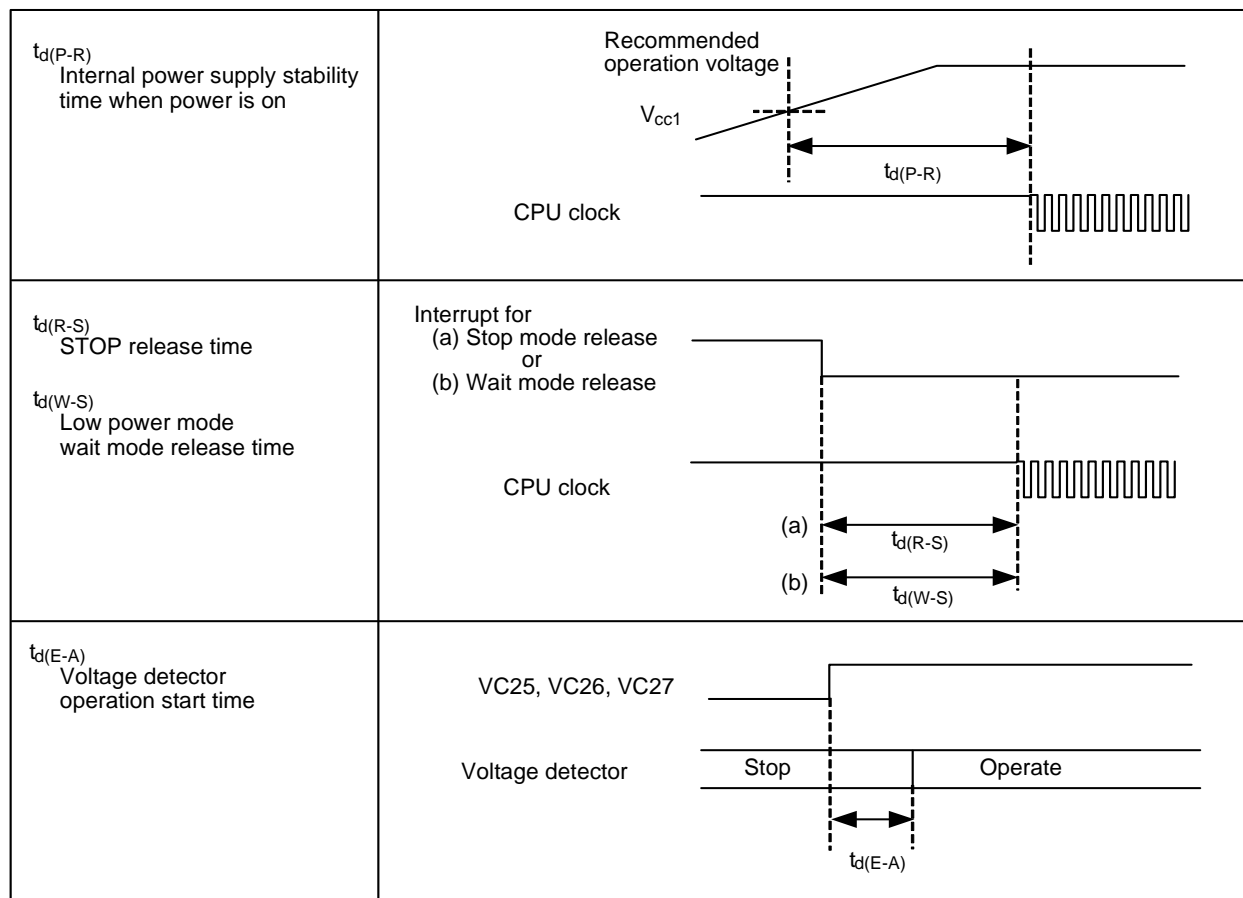 td(P-R)
Internal power supply stability
time when power is on
Recommended
operation voltage
Vcc1
td(P-R)
CPU clock
td(R-S)
STOP release time
td(W-S)
Low power mode
wait mode release time
Interrupt for
(a) Stop mode release
or
(b) Wait mode release
CPU clock
(a)
td(R-S)
(b)
td(W-S)
td(E-A)
Voltage detector
operation start time
VC25, VC26, VC27
Voltage detector
Stop
Operate
td(E-A)